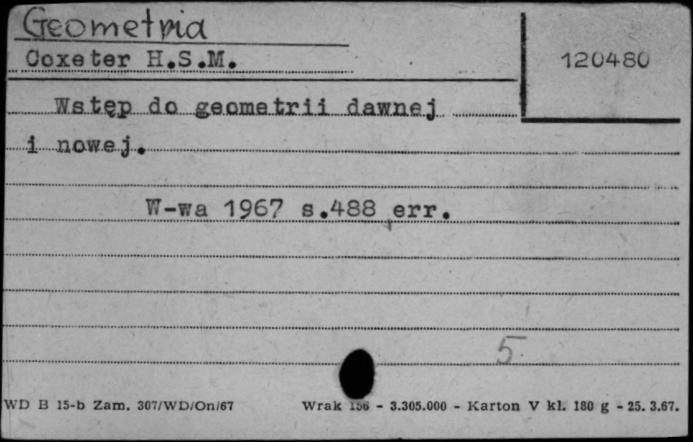 Geometria
Coxeter H.S.M.
120480
Wstęp do geometrii dawnej
i nowej.
W-wa 1967 s.488 err.
5
WD B 15-b Zam. 307/WD/On/67 Wrak 156 - 3.305.000 - Karton V kl. 180 g - 25. 3.67.